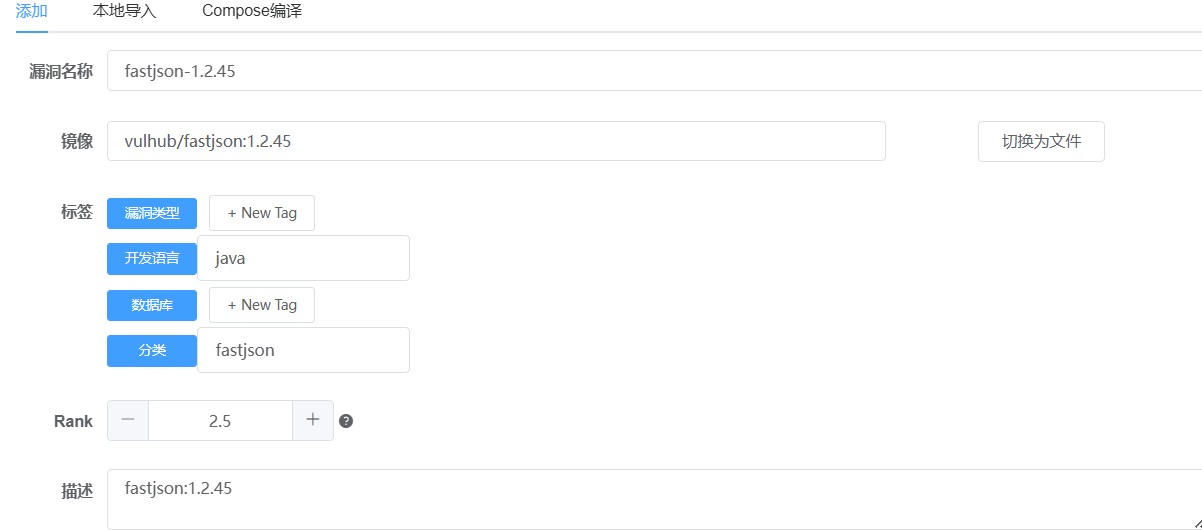 添加 本地导入 Compose编译
漏洞名称 fastjson-1.2.45
镜像 vulhub/fastjson:1.2.45 切换为文件
标签 漏洞类型 + New Tag
开发语言 java
数据库 + New Tag
分类 fastjson
Rank 2.5
描述 fastjson:1.2.45